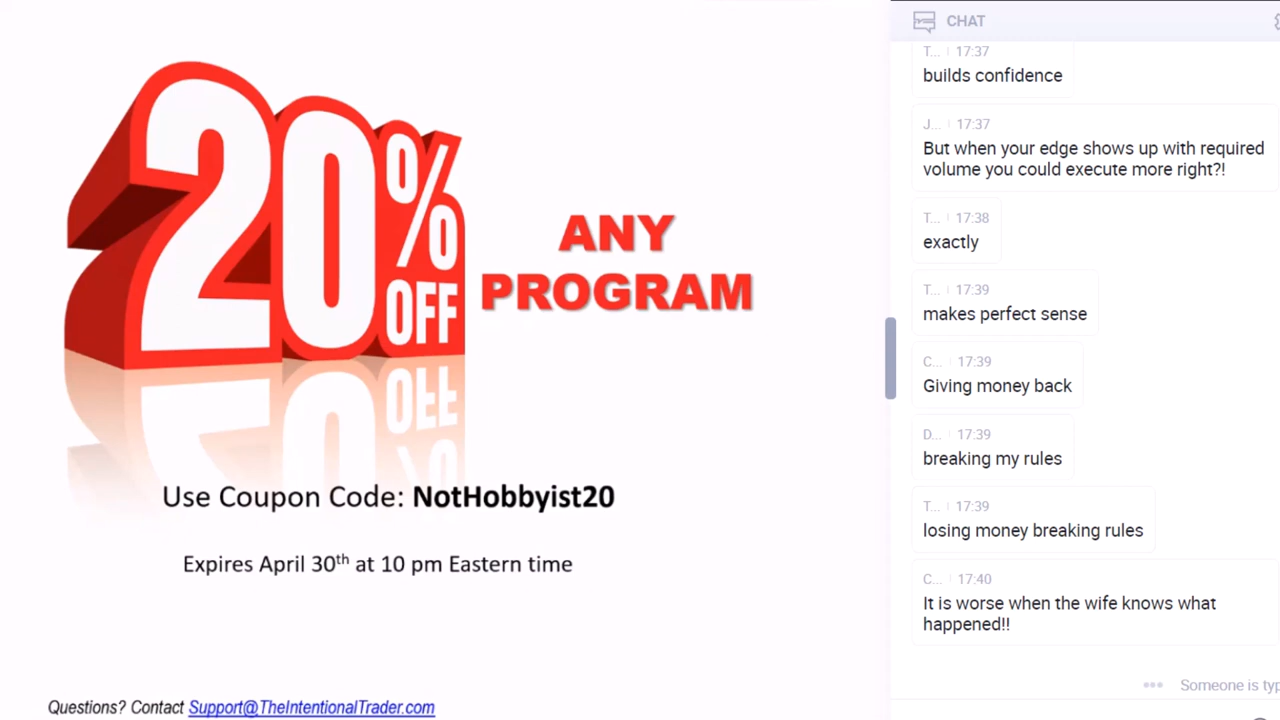 20%
OFF
ANY
PROGRAM
Use Coupon Code: NotHobbyist20
Expires April 30th at 10 pm Eastern time
Questions? Contact Support@TheIntentionalTrader.com
CHAT
T... 17:37
builds confidence
J... 17:37
But when your edge shows up with required
volume you could execute more right?!
T... 17:38
exactly
T... 17:39
makes perfect sense
C... 17:39
Giving money back
D... 17:39
breaking my rules
T... 17:39
losing money breaking rules
C... 17:40
It is worse when the wife knows what
happened!!
Someone is typ